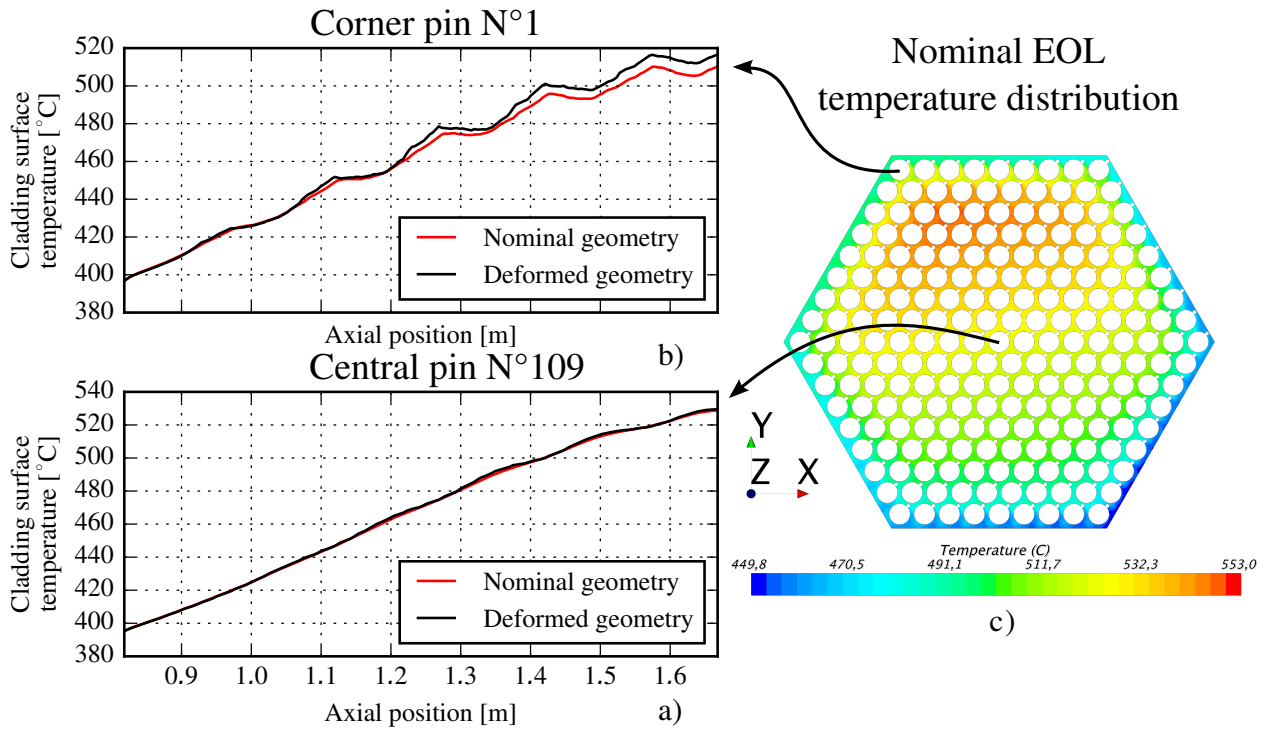 Corner pin N°1
520
500
480
460
440
420
400
380
Cladding surface
temperature [°C]
Nominal geometry
Deformed geometry
Axial position [m]
b)
Central pin N°109
540
520
500
480
460
440
420
400
380
Cladding surface
temperature [°C]
Nominal geometry
Deformed geometry
0.9 1.0 1.1 1.2 1.3 1.4 1.5 1.6
Axial position [m]
a)
Nominal EOL
temperature distribution
Y
Z X
Temperature (C)
449,8 470,5 491,1 511,7 532,3 553,0
c)